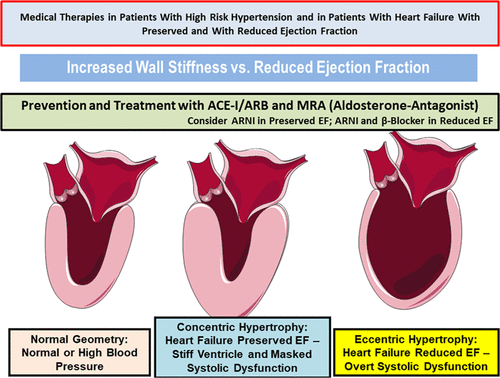 Medical Therapies in Patients With High Risk Hypertension and in Patients With Heart Failure With
Preserved and With Reduced Ejection Fraction
Increased Wall Stiffness vs. Reduced Ejection Fraction
Prevention and Treatment with ACE-I/ARB and MRA (Aldosterone-Antagonist)
Consider ARNI in Preserved EF; ARNI and β-Blocker in Reduced EF
Normal Geometry:
Normal or High Blood
Pressure
Concentric Hypertrophy:
Heart Failure Preserved EF –
Stiff Ventricle and Masked
Systolic Dysfunction
Eccentric Hypertrophy:
Heart Failure Reduced EF –
Overt Systolic Dysfunction